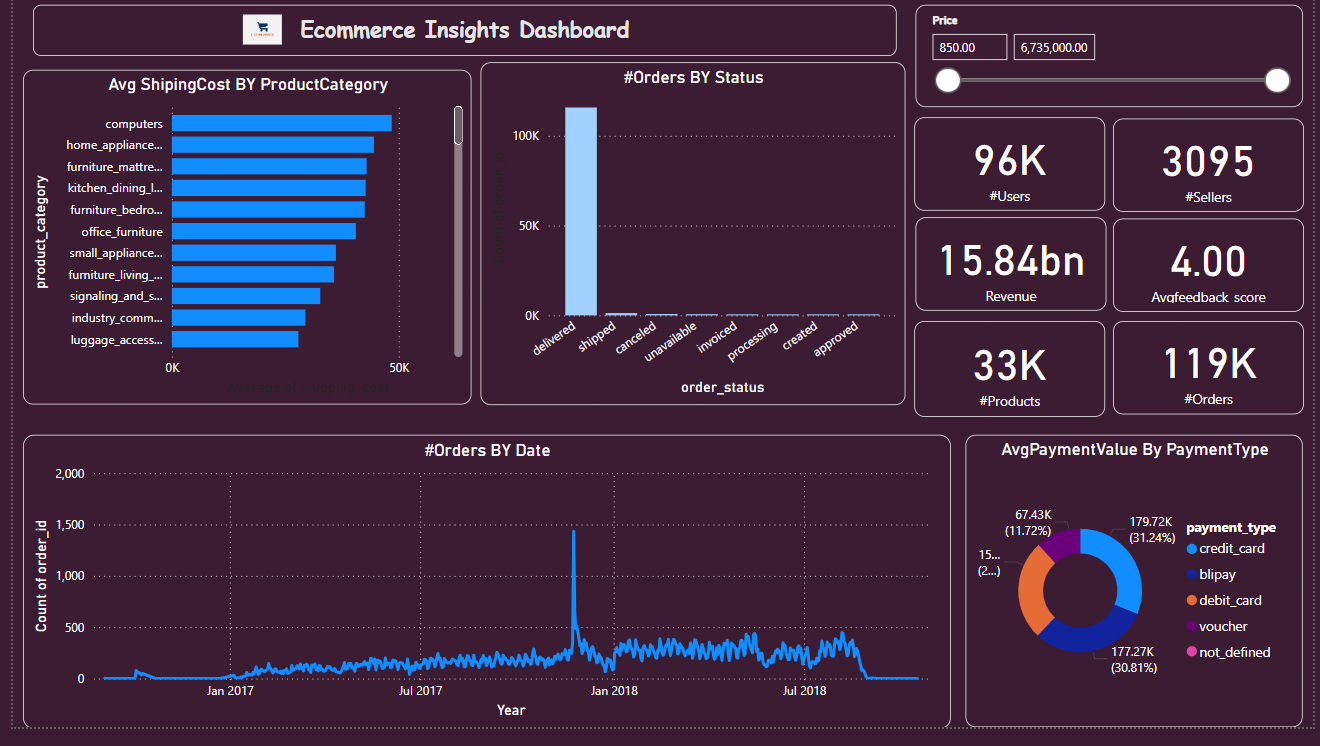 Ecommerce Insights Dashboard
Price
850.00
6,735,000.00
Avg ShipingCost BY ProductCategory
product_category
computers
home_appliance...
furniture_mattre...
kitchen_dining_l...
furniture_bedro...
office_furniture
small_appliance...
furniture_living_...
signaling_and_s...
industry_comm...
luggage_access...
0K
50K
#Orders BY Status
100K
50K
0K
delivered
shipped
canceled
unavailable
invoiced
processing
created
approved
order_status
96K
#Users
3095
#Sellers
15.84bn
Revenue
4.00
Avgfeedback score
33K
#Products
119K
#Orders
#Orders BY Date
Count of order_id
2,000
1,500
1,000
500
0
Jan 2017
Jul 2017
Jan 2018
Jul 2018
Year
AvgPaymentValue By PaymentType
67.43K
(11.72%)
179.72K
(31.24%)
15...
(2...)
177.27K
(30.81%)
payment_type
credit_card
blipay
debit_card
voucher
not_defined